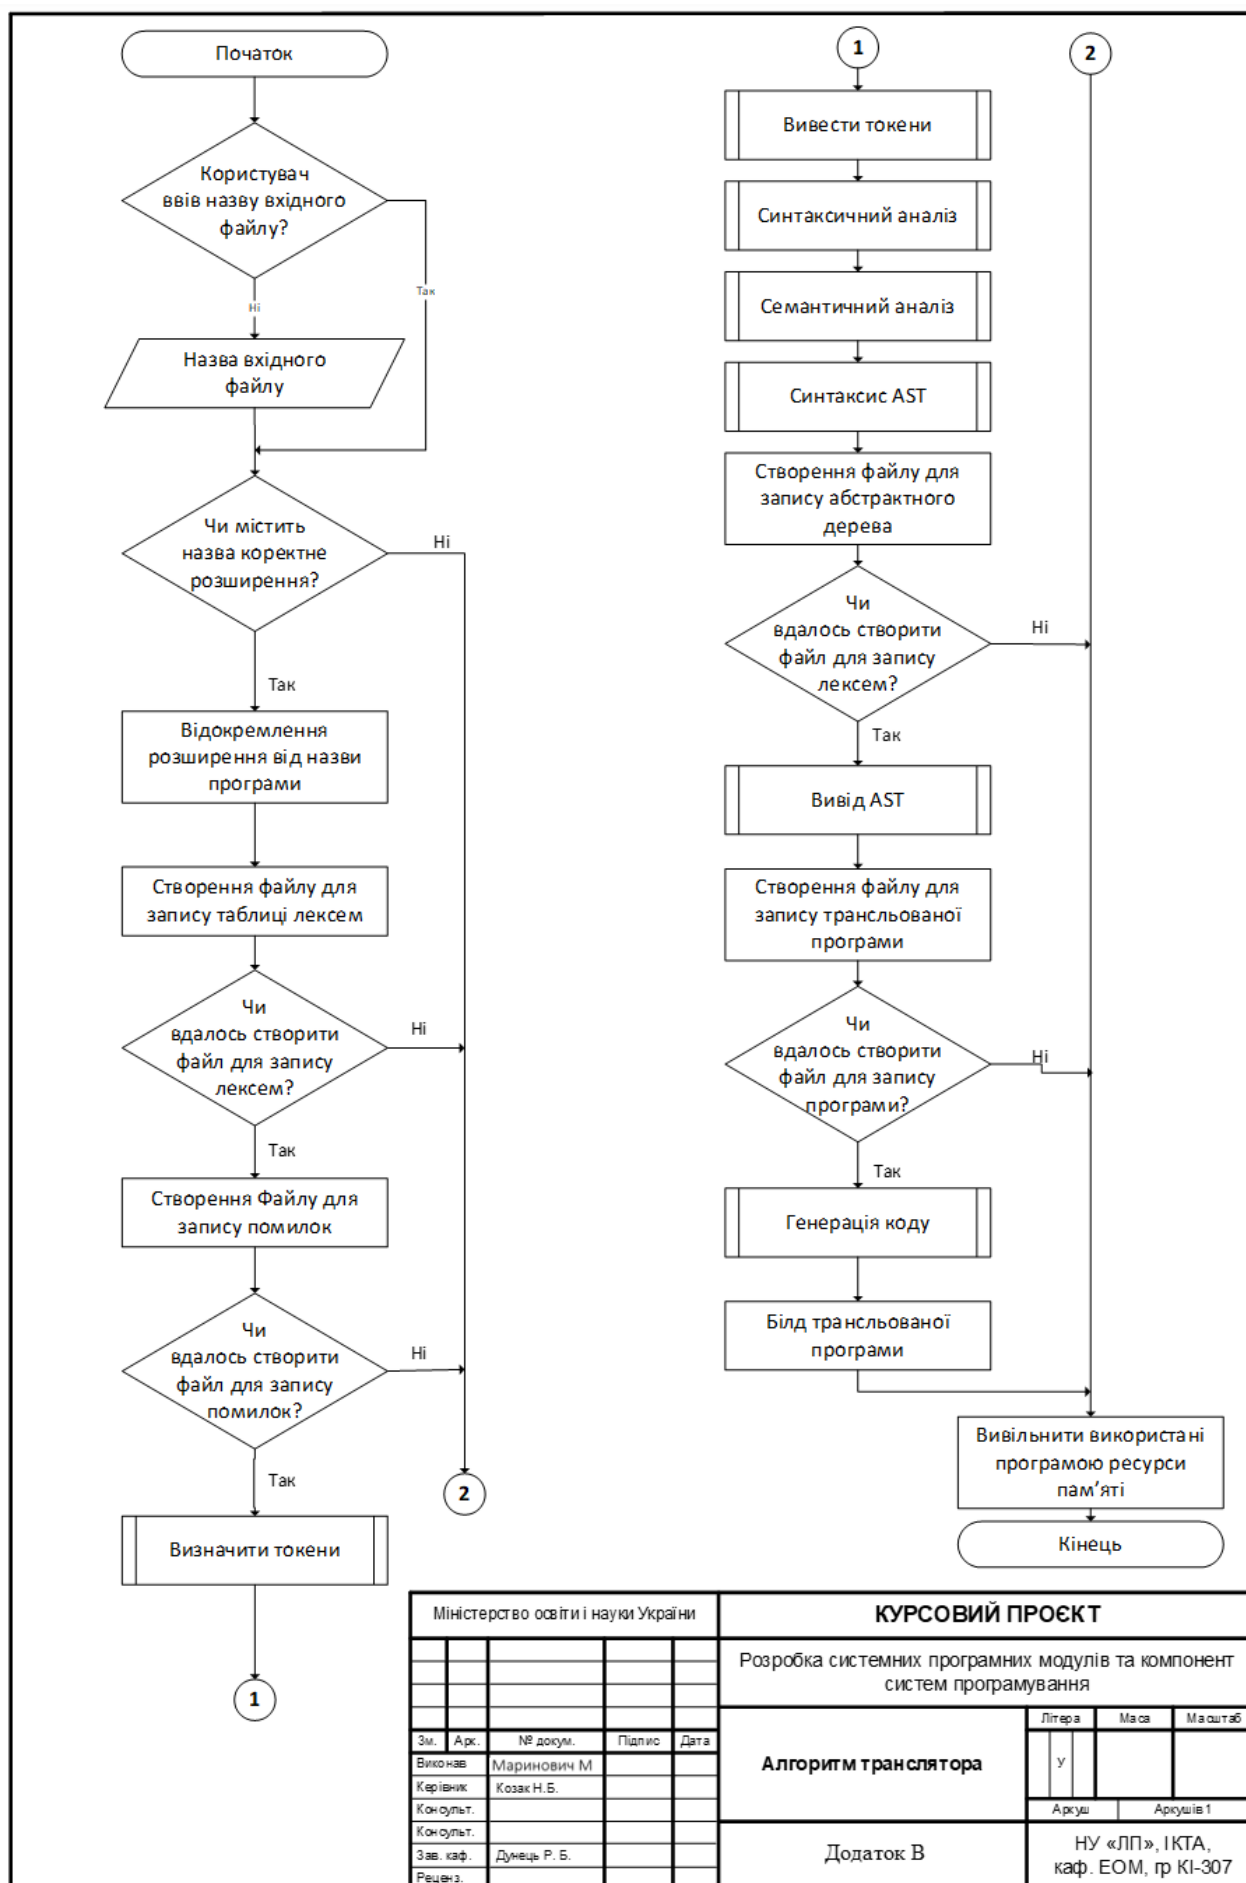 Початок
Користувач
ввів назву вхідного
файлу?
Так
Ні
Назва вхідного
файлу
Чи містить
назва коректне
розширення?
Ні
Так
Відокремлення
розширення від назви
програми
Створення файлу для
запису таблиці лексем
Чи
вдалось створити
файл для запису
лексем?
Ні
Так
Створення Файлу для
запису помилок
Чи
вдалось створити
файл для запису
помилок?
Ні
Так
2
Визначити токени
1
1
2
Вивести токени
Синтаксичний аналіз
Семантичний аналіз
Синтаксис AST
Створення файлу для
запису абстрактного
дерева
Чи
вдалось створити
файл для запису
лексем?
Ні
Так
Вивід AST
Створення файлу для
запису трансльованої
програми
Чи
вдалось створити
файл для запису
програми?
Ні
Так
Генерація коду
Білд трансльованої
програми
Вивільнити використані
програмою ресурси
пам’яті
Кінець
Міністерство освіти і науки України
КУРСОВИЙ ПРОЄКТ
Розробка системних програмних модулів та компонент
систем програмування
Зм. Арк. № докум. Підпис Дата
Виконав Маринович М
Керівник Козак Н.Б.
Консульт.
Консульт.
Зав. каф. Дунець Р. Б.
Реценз.
Алгоритм транслятора
Літера Маса Масштаб
У
Аркуш Аркушів 1
Додаток В
НУ «ЛП», ІКТА,
каф. ЕОМ, гр КІ-307